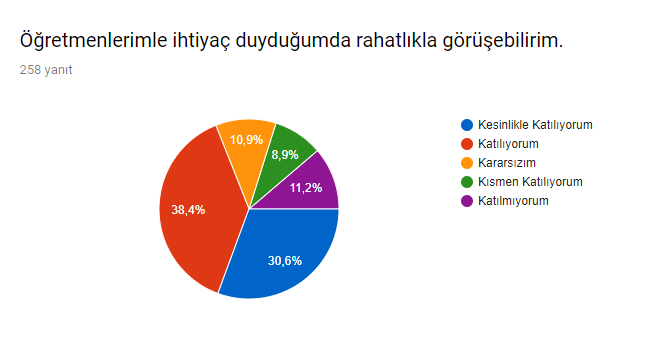 Öğretmenlerimle ihtiyaç duyduğumda rahatlıkla görüşebilirim.
258 yanıt
Kesinlikle Katılıyorum
Katılıyorum
Kararsızım
Kısmen Katılıyorum
Katılmıyorum
10,9%
8,9%
11,2%
38,4%
30,6%